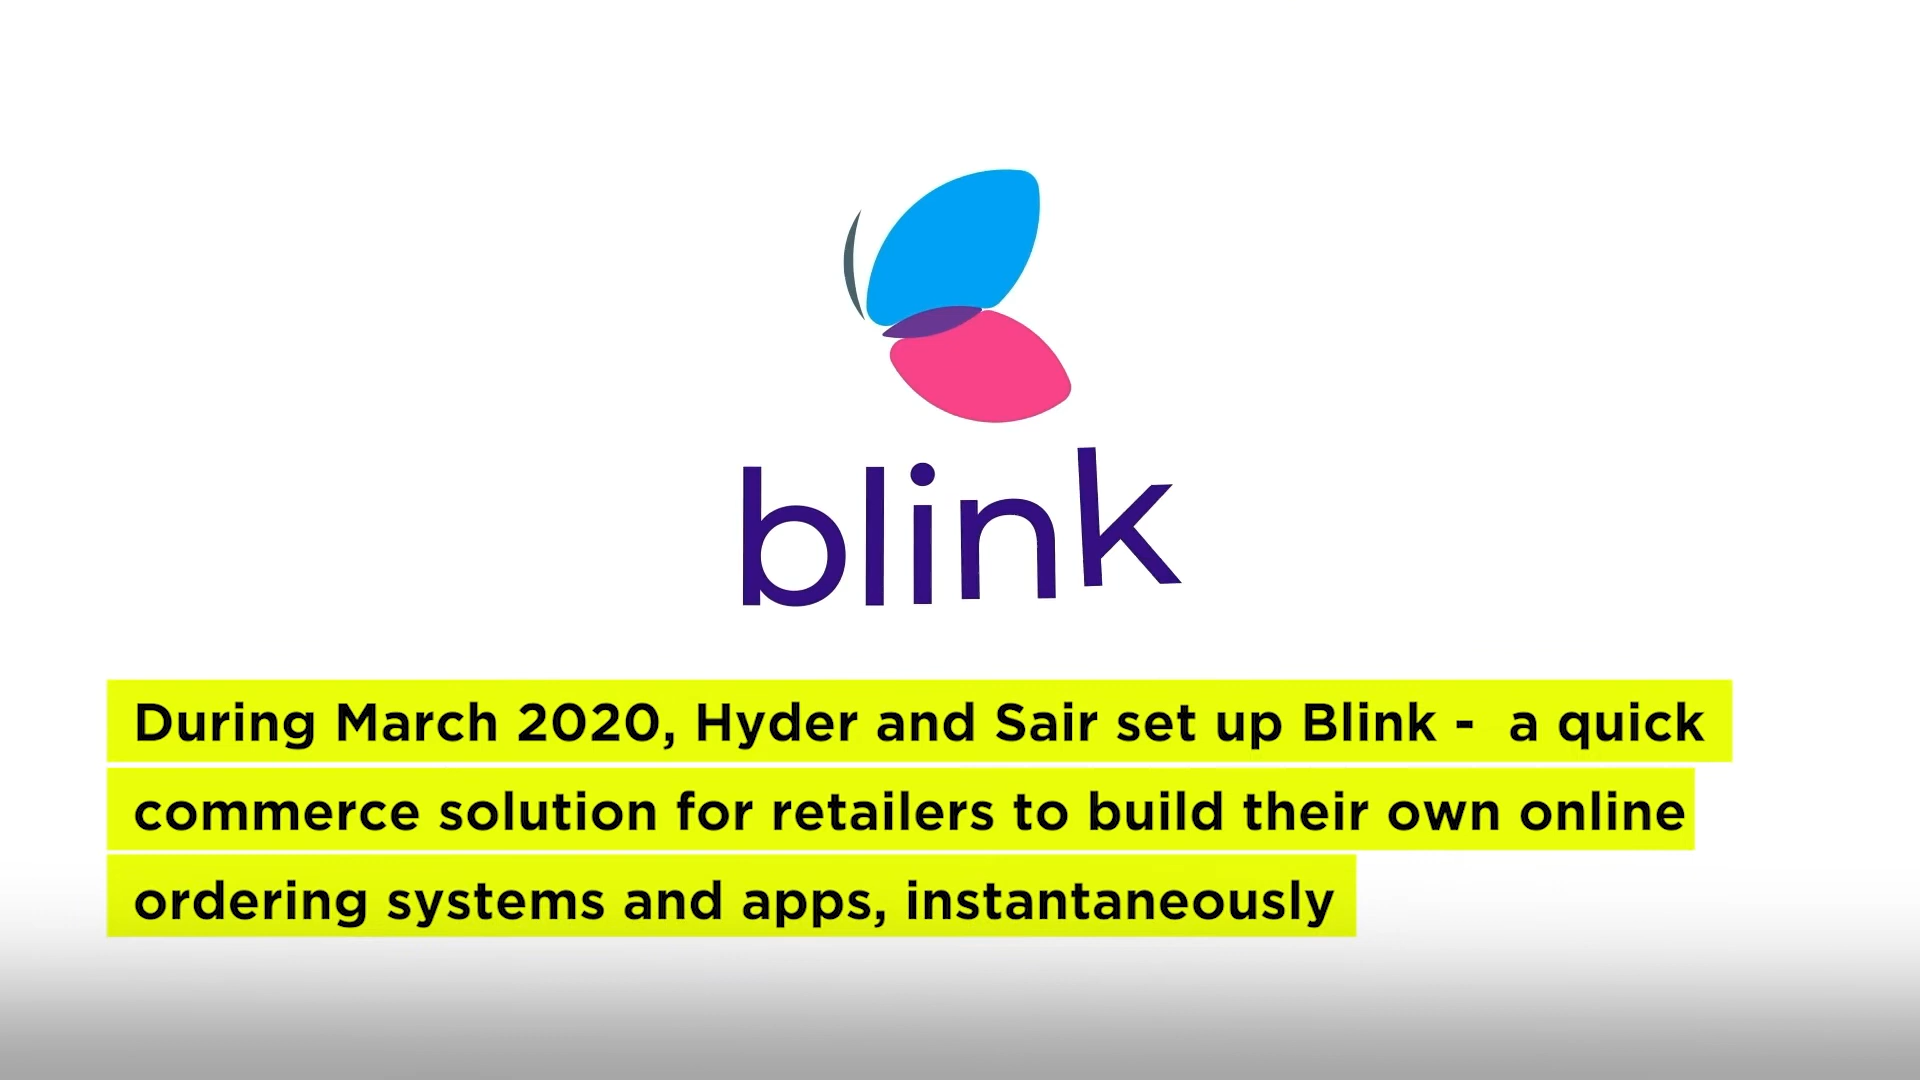 blink
During March 2020, Hyder and Sair set up Blink -  a quick
commerce solution for retailers to build their own online
ordering systems and apps, instantaneously